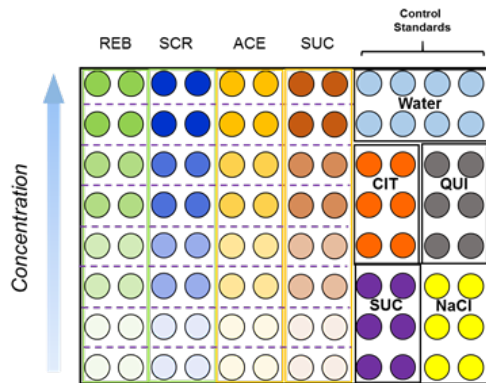 Control
Standards
REB SCR ACE SUC
Water
CIT QUI
SUC NaCl
Concentration